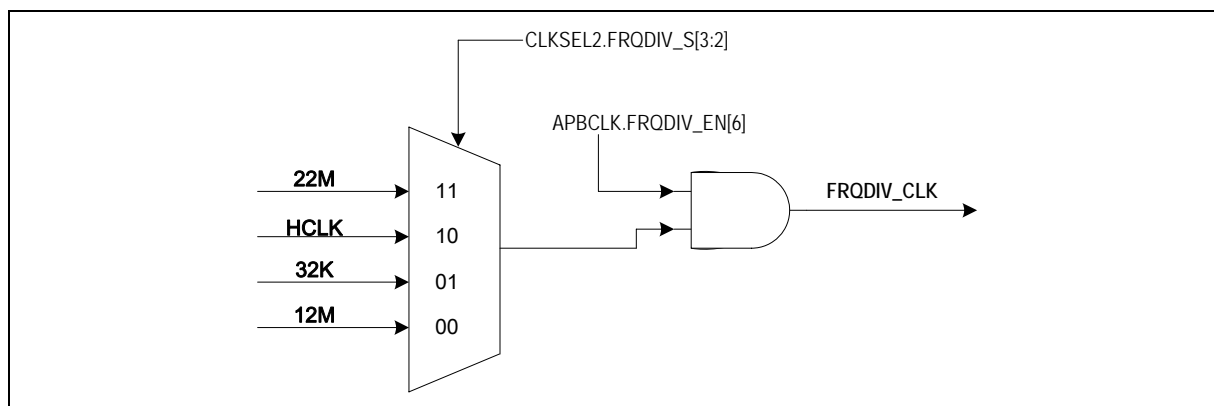 CLKSEL2.FRQDIV_S[3:2]
APBCLK.FRQDIV_EN[6]
22M
11
FRQDIV_CLK
HCLK
10
32K
01
12M
00